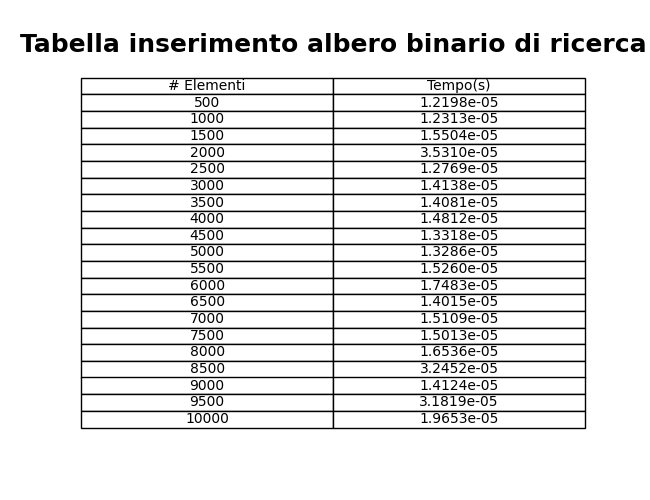 Tabella inserimento albero binario di ricerca
# Elementi Tempo(s)
500 1.2198e-05
1000 1.2313e-05
1500 1.5504e-05
2000 3.5310e-05
2500 1.2769e-05
3000 1.4138e-05
3500 1.4081e-05
4000 1.4812e-05
4500 1.3318e-05
5000 1.3286e-05
5500 1.5260e-05
6000 1.7483e-05
6500 1.4015e-05
7000 1.5109e-05
7500 1.5013e-05
8000 1.6536e-05
8500 3.2452e-05
9000 1.4124e-05
9500 3.1819e-05
10000 1.9653e-05